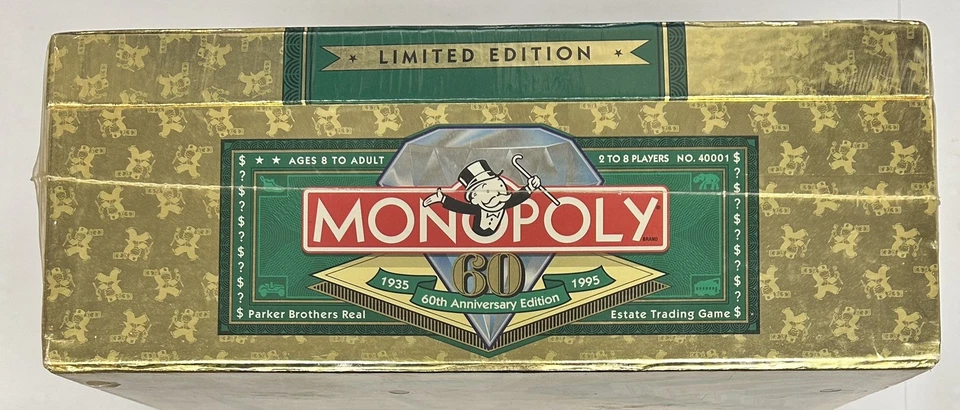 LIMITED EDITION
AGES 8 TO ADULT
2 TO 8 PLAYERS NO. 40001
MONOPOLY
BRAND
60
1935
1995
60th Anniversary Edition
Parker Brothers Real
Estate Trading Game
$
?
$
?
$
?
$
?
$
$
?
$
?
$
?
$
?
$